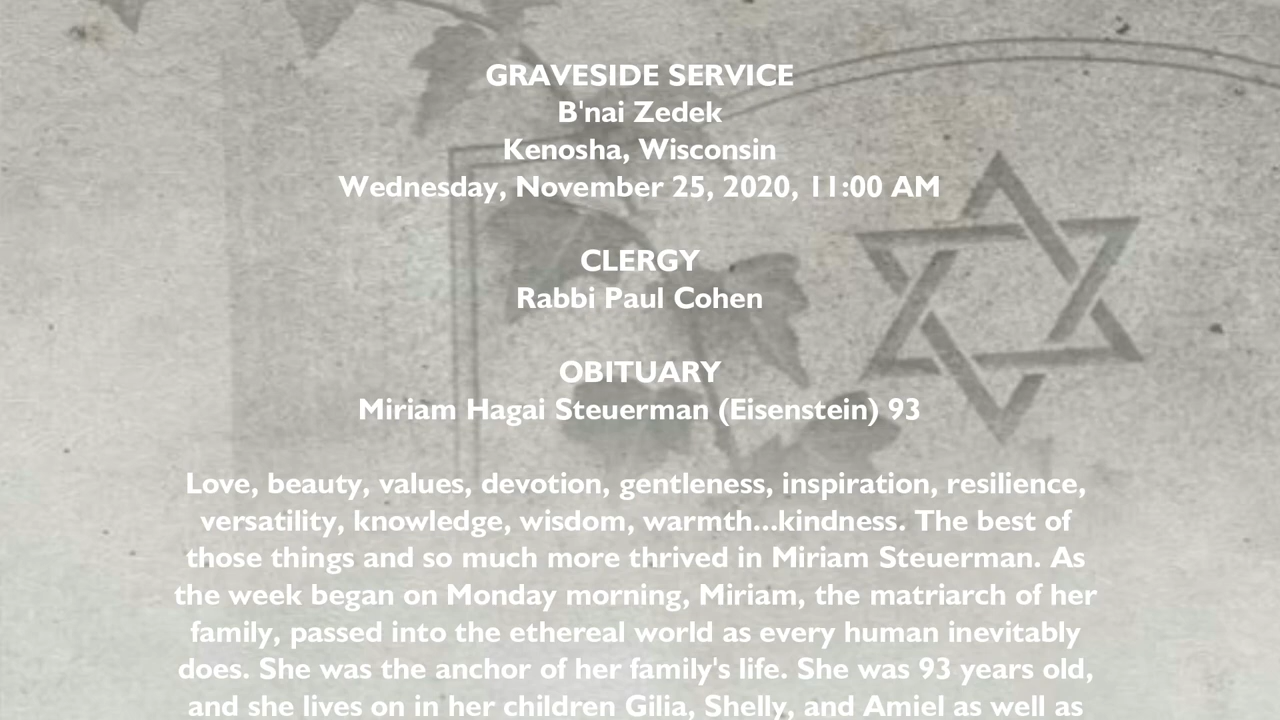 GRAVESIDE SERVICE
B'nai Zedek
Kenosha, Wisconsin
Wednesday, November 25, 2020, 11:00 AM
CLERGY
Rabbi Paul Cohen
OBITUARY
Miriam Hagai Steuerman (Eisenstein) 93
Love, beauty, values, devotion, gentleness, inspiration, resilience,
versatility, knowledge, wisdom, warmth...kindness. The best of
those things and so much more thrived in Miriam Steuerman. As
the week began on Monday morning, Miriam, the matriarch of her
family, passed into the ethereal world as every human inevitably
does. She was the anchor of her family's life. She was 93 years old,
and she lives on in her children Gilia, Shelly, and Amiel as well as